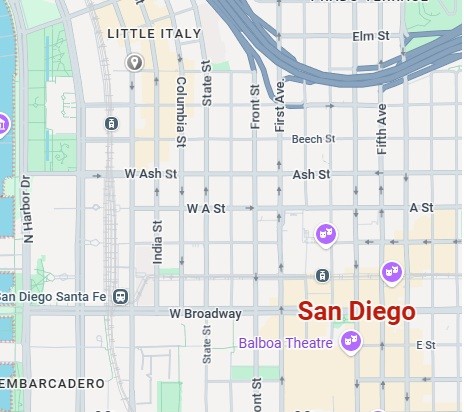 Elm St
LITTLE ITALY
State St
Columbia St
Front St
First Ave.
Fifth Ave
Beech St
W Ash St
Ash St
W A St
A St
N Harbor Dr
India St
San Diego Santa Fe
W Broadway
San Diego
State St
Balboa Theatre
E St
EMBARCADERO
ont St